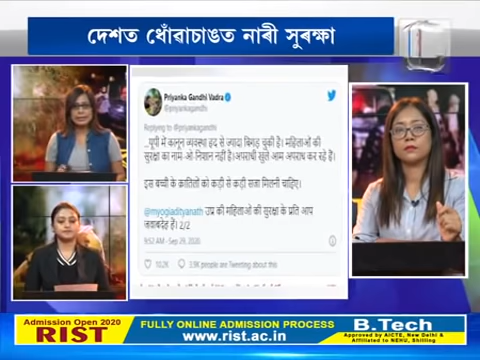 দেশত ধোঁৱাচাঙত নাৰী সুৰক্ষা
Priyanka Gandhi Vadra
@priyankagandhi
Replying to @priyankagandhi
...यूपी में कानून व्यवस्था हद से ज्यादा बिगड़ चुकी है। महिलाओं की
सुरक्षा का नाम-ओ-निशान नहीं है।अपराधी खुले आम अपराध कर रहे हैं।
इस बच्ची के क़ातिलों को कड़ी से कड़ी सजा मिलनी चाहिए।
@myogiadityanath उप्र की महिलाओं की सुरक्षा के प्रति आप
जवाबदेह हैं। 2/2
9:52 AM - Sep 29, 2020
10.2K 3.9K people are Tweeting about this
Admission Open 2020
RIST
FULLY ONLINE ADMISSION PROCESS
www.rist.ac.in
B.Tech
Approved by AICTE, New Delhi &
Affiliated to NEHU, Shilling